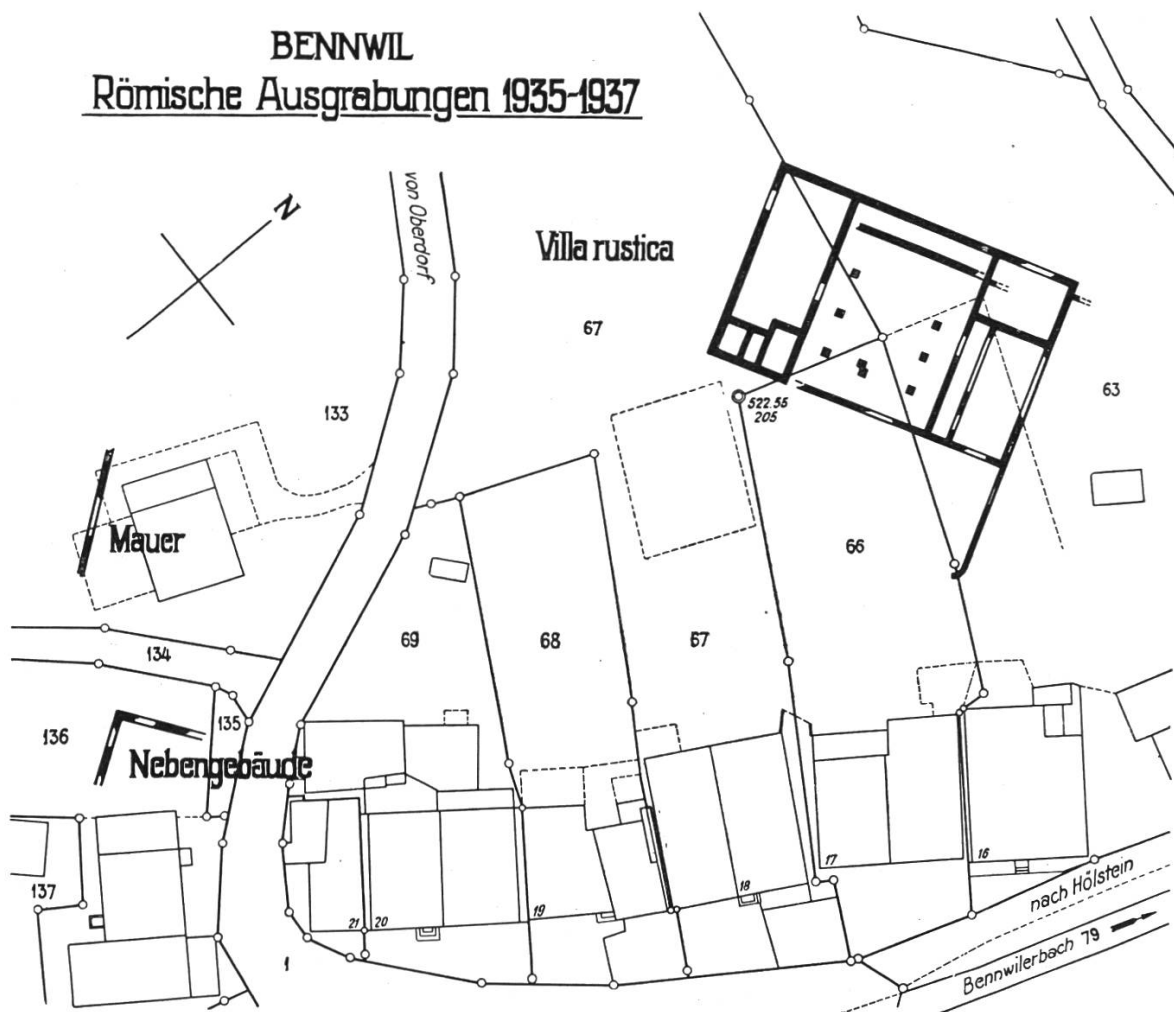 BENNWIL
Römische Ausgrabungen 1935-1937
N
von Oberdorf
Villa rustica
67
63
133
522.55
205
Mauer
66
69
68
67
134
135
136
Nebengebäude
137
21
20
19
18
17
16
1
nach Hölstein
Bennwilerbach 79